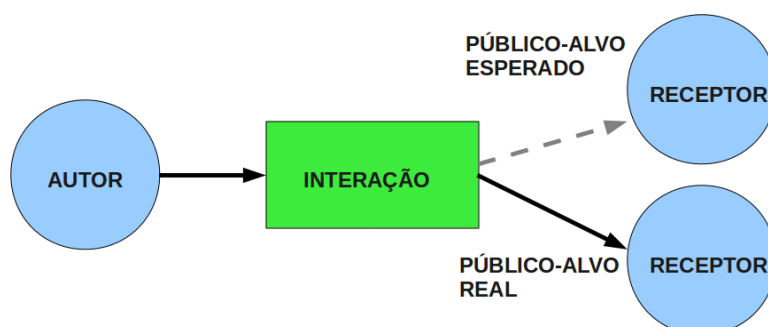 PÚBLICO-ALVO
ESPERADO
RECEPTOR
AUTOR
INTERAÇÃO
PÚBLICO-ALVO
REAL
RECEPTOR